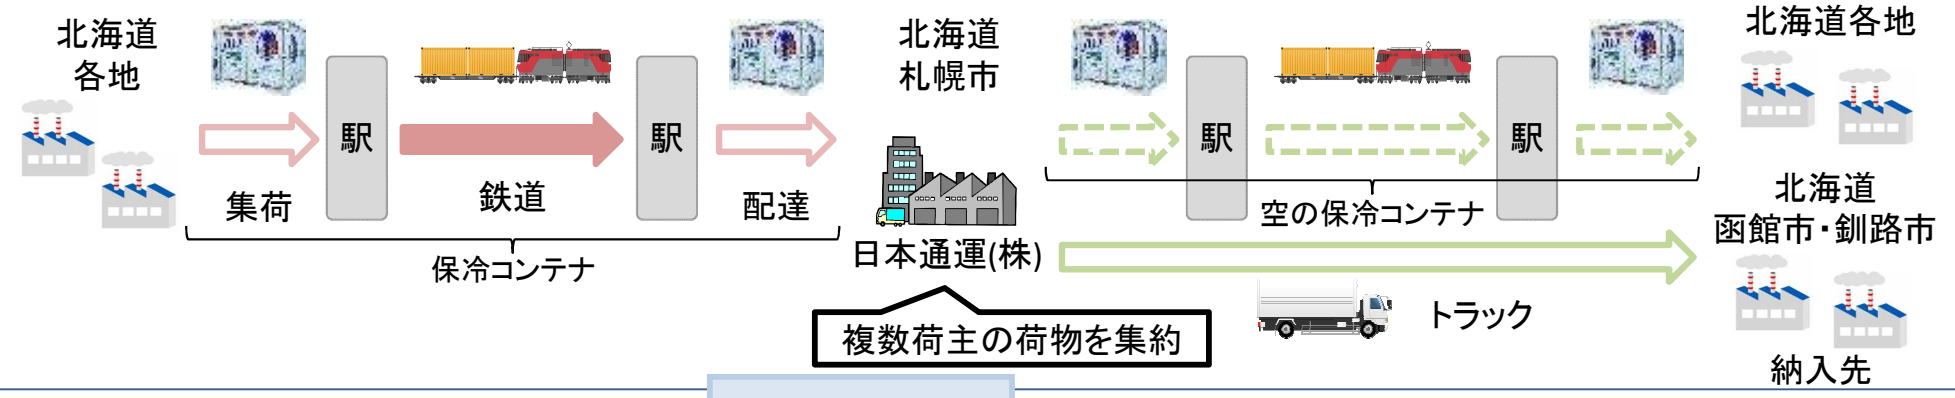 北海道
各地
集荷
駅
鉄道
駅
配達
保冷コンテナ
北海道
札幌市
日本通運(株)
複数荷主の荷物を集約
駅
駅
空の保冷コンテナ
トラック
北海道各地
北海道
函館市・釧路市
納入先